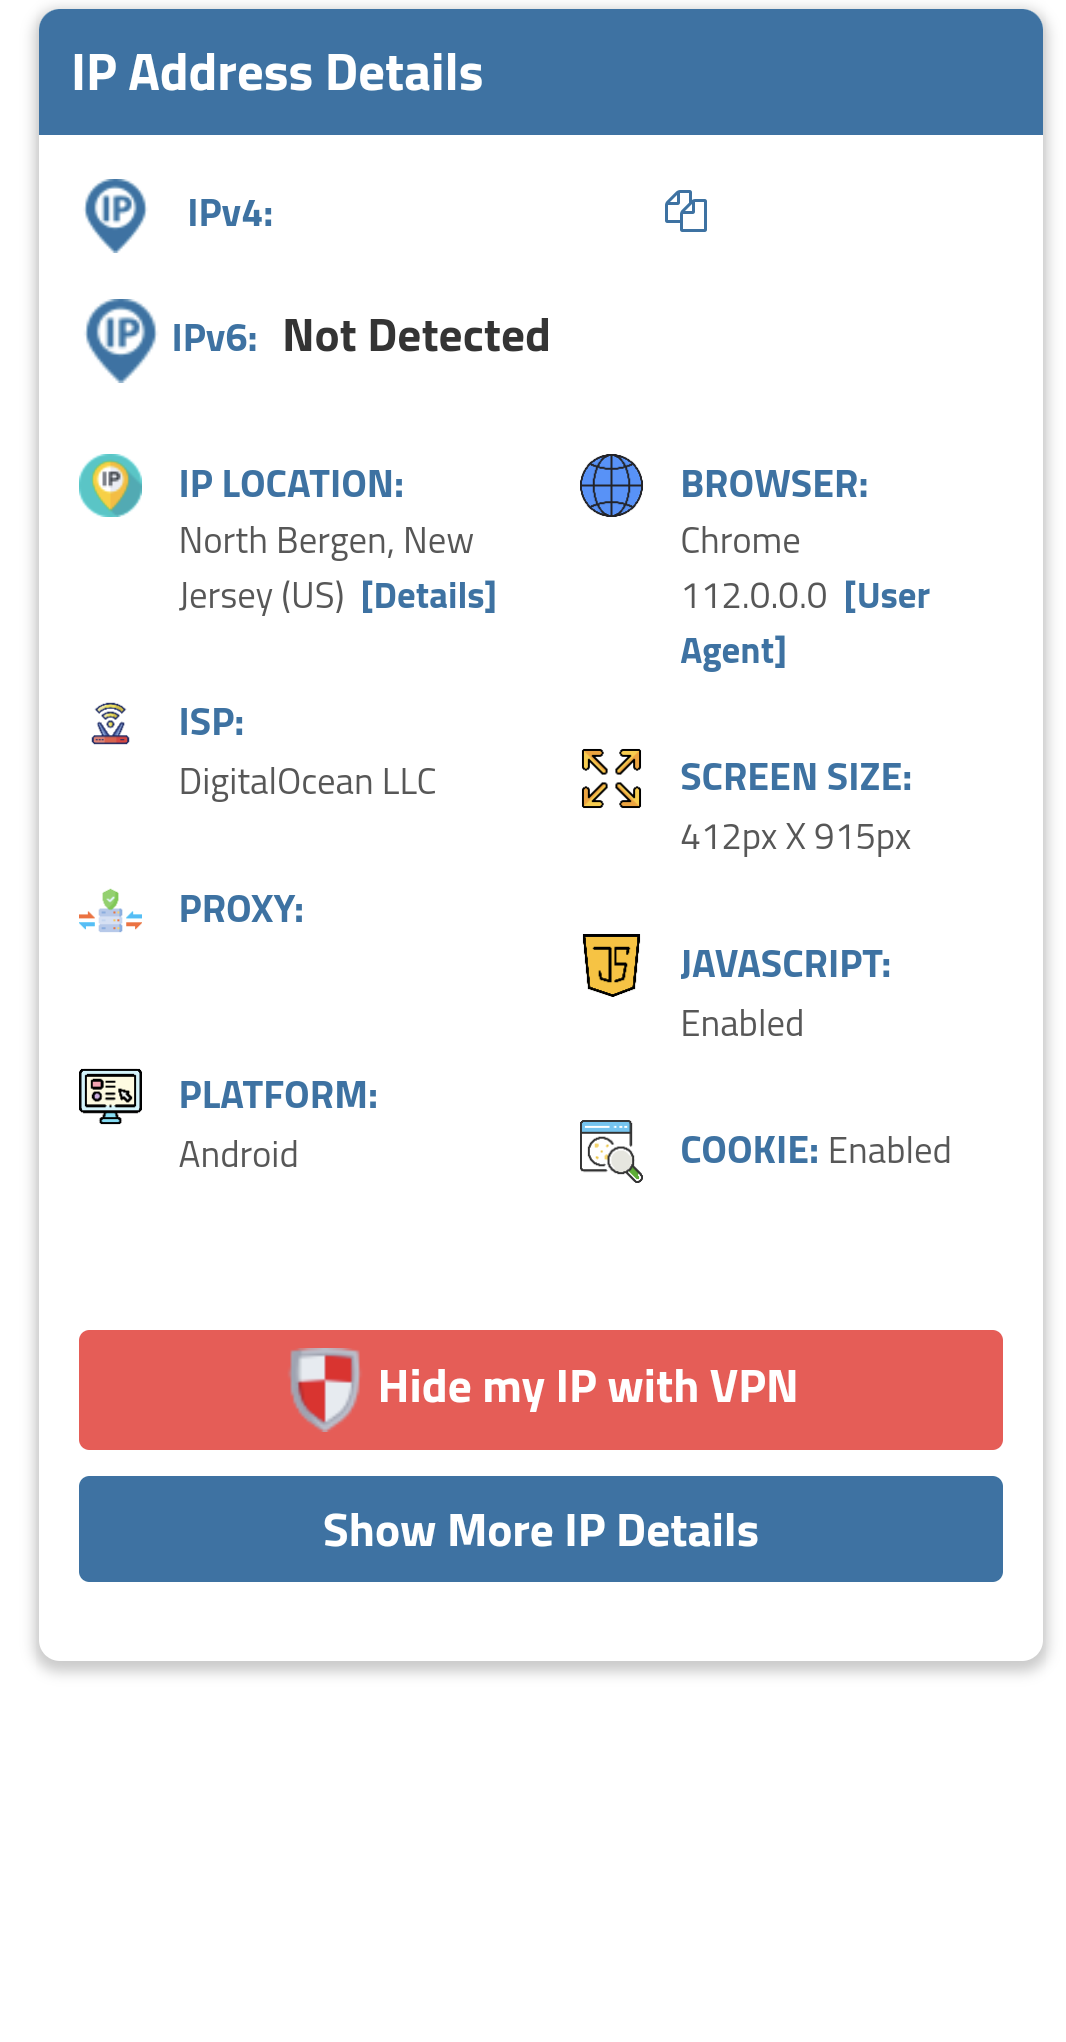 IP Address Details
IP
IPv4:
IP
IPv6: Not Detected
IP
IP LOCATION:
North Bergen, New
Jersey (US) [Details]
ISP:
DigitalOcean LLC
PROXY:
PLATFORM:
Android
BROWSER:
Chrome
112.0.0.0 [User
Agent]
SCREEN SIZE:
412px X 915px
JS
JAVASCRIPT:
Enabled
COOKIE: Enabled
Hide my IP with VPN
Show More IP Details